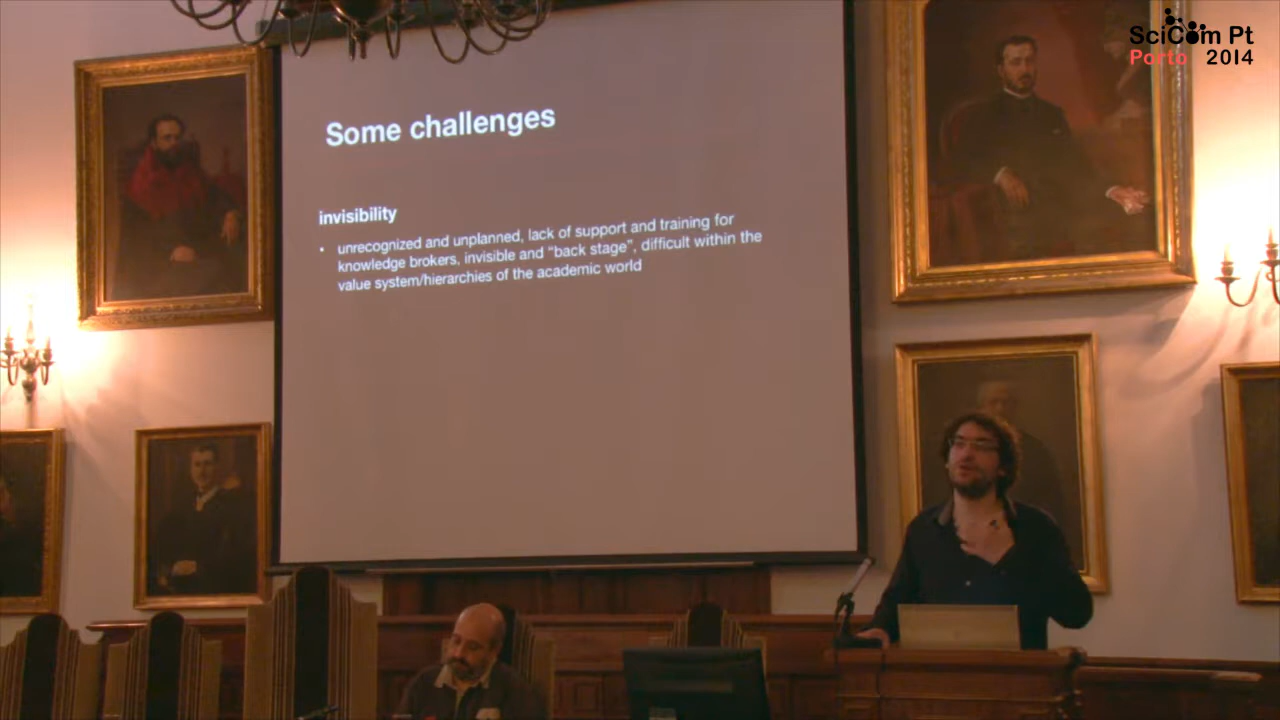 SciCom Pt
Porto 2014
Some challenges
invisibility
• unrecognized and unplanned, lack of support and training for
knowledge brokers, invisible and “back stage”, difficult within the
value system/hierarchies of the academic world